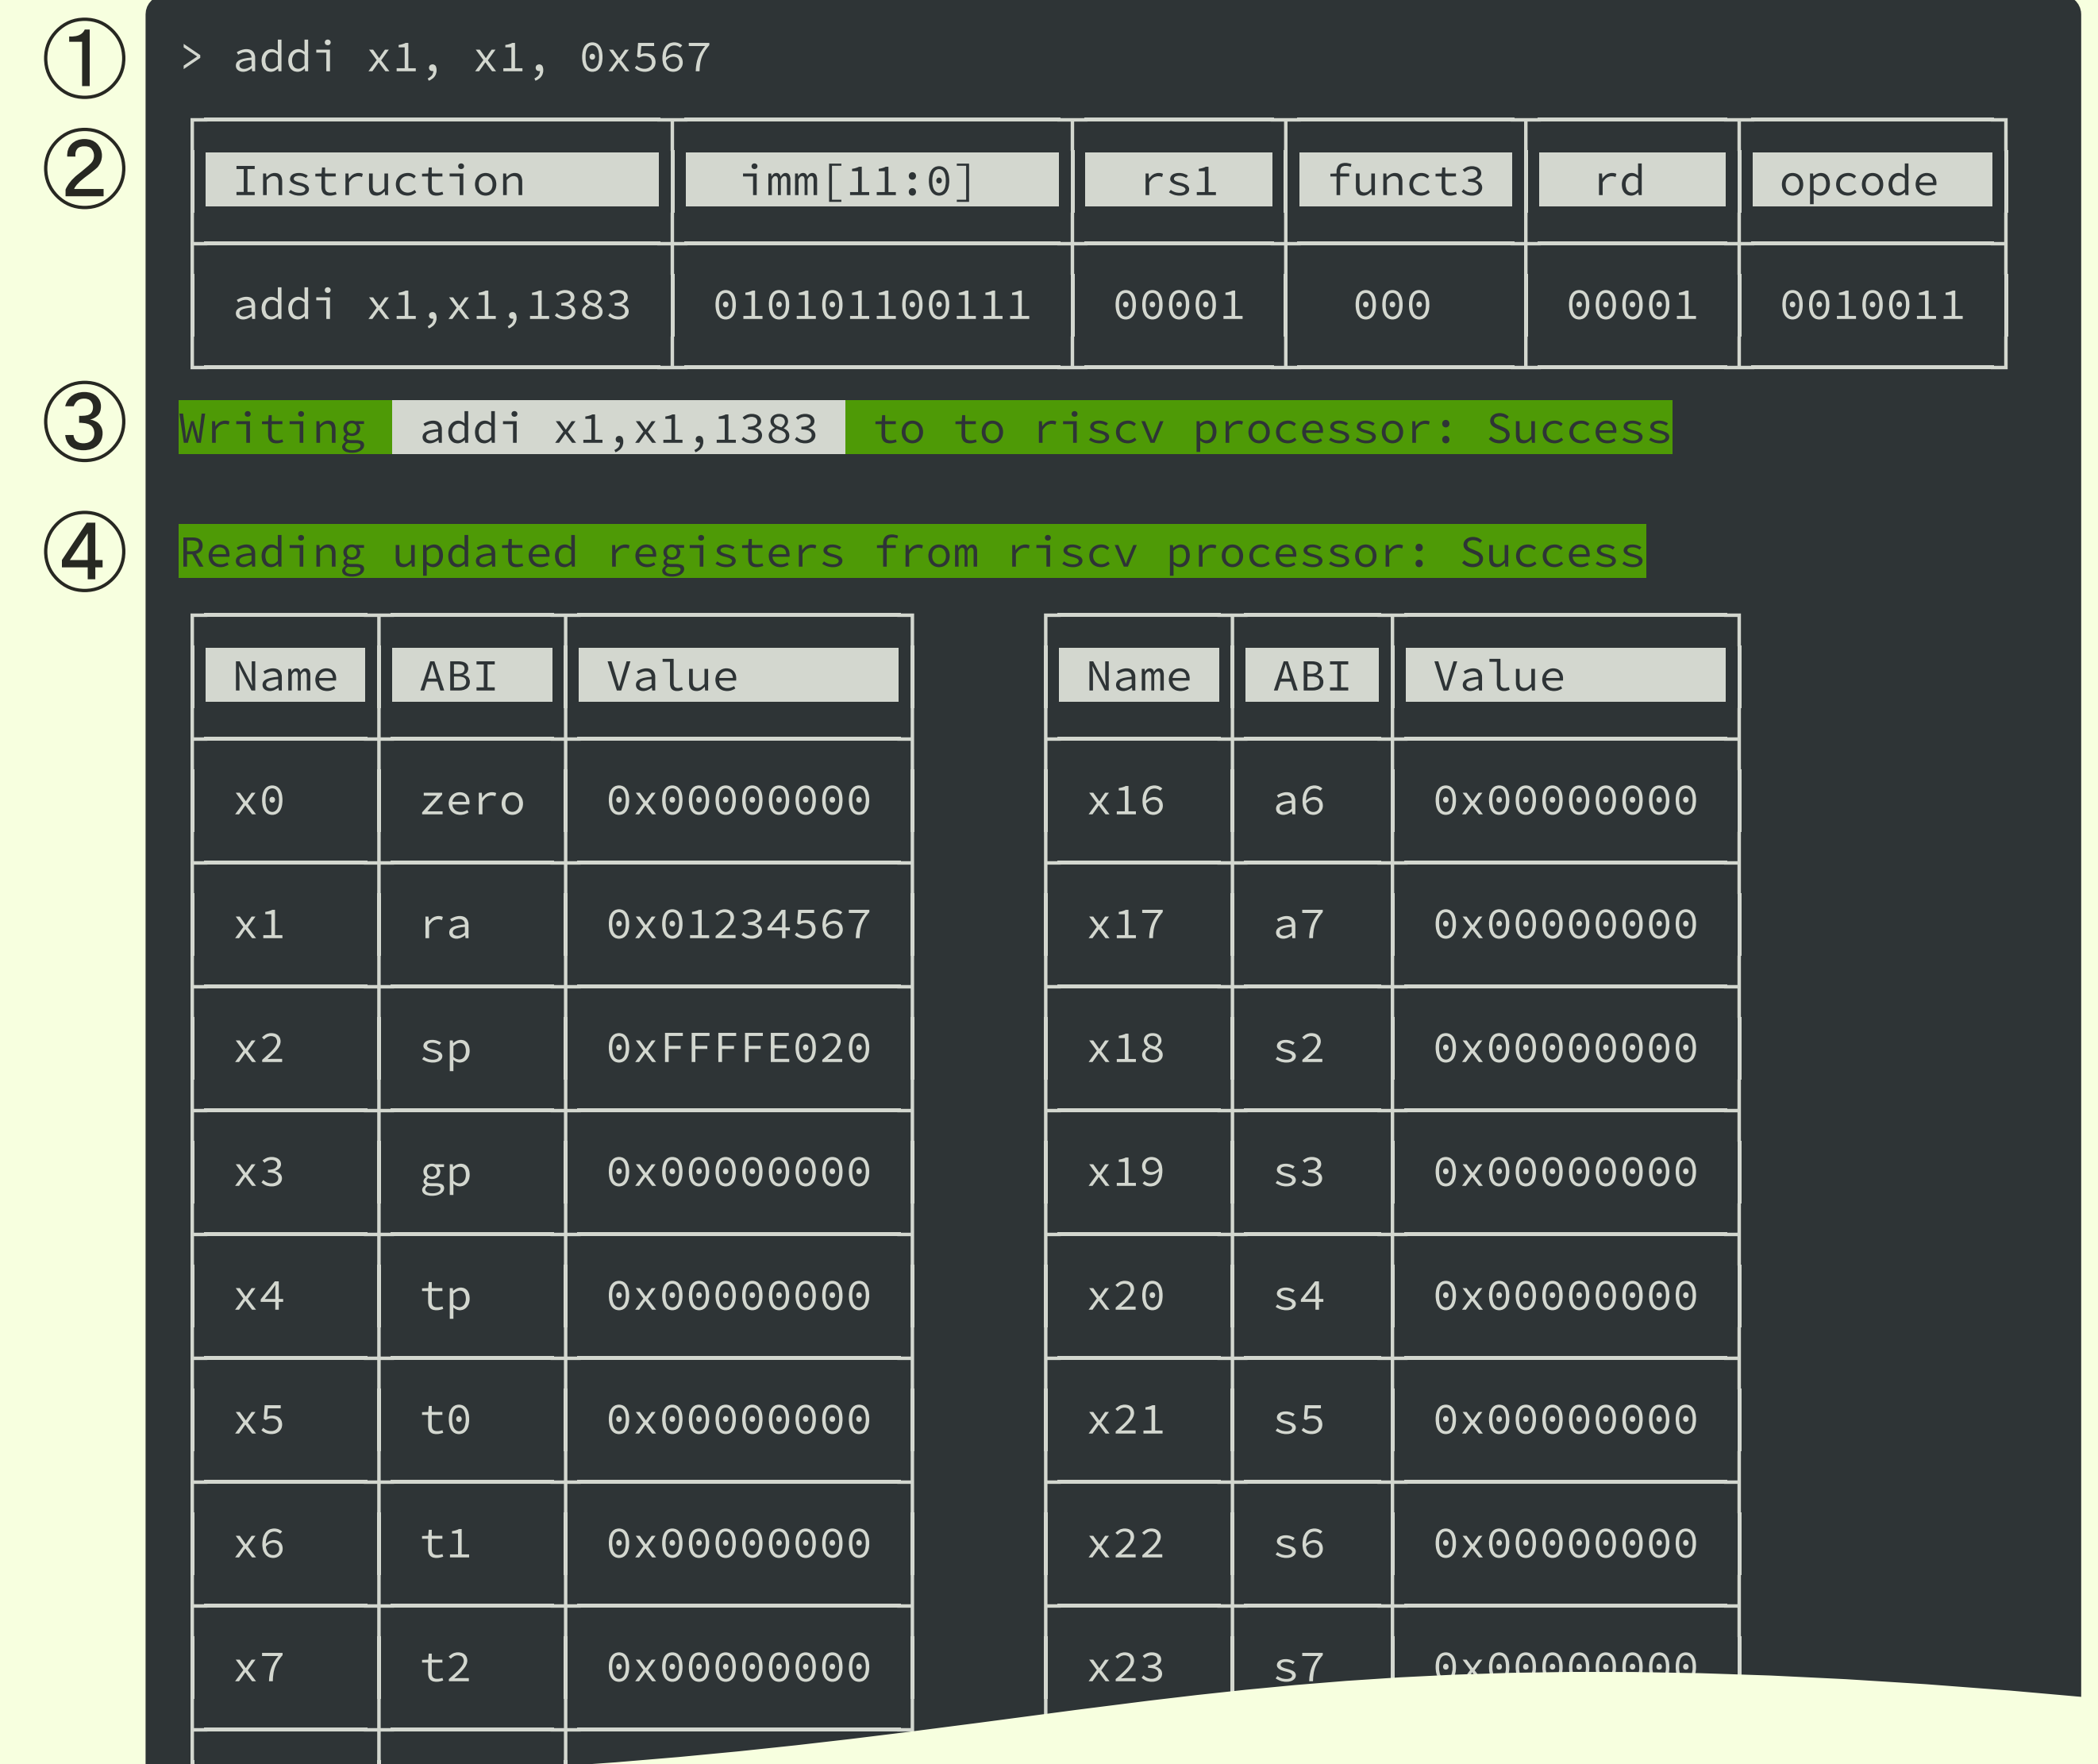 ① > addi x1, x1, 0x567
② Instruction imm[11:0] rs1 funct3 rd opcode
addi x1,x1,1383 010101100111 00001 000 00001 0010011
③ Writing addi x1,x1,1383 to to riscv processor: Success
④ Reading updated registers from riscv processor: Success
Name ABI Value Name ABI Value
x0 zero 0x00000000 x16 a6 0x00000000
x1 ra 0x01234567 x17 a7 0x00000000
x2 sp 0xFFFFE020 x18 s2 0x00000000
x3 gp 0x00000000 x19 s3 0x00000000
x4 tp 0x00000000 x20 s4 0x00000000
x5 t0 0x00000000 x21 s5 0x00000000
x6 t1 0x00000000 x22 s6 0x00000000
x7 t2 0x00000000 x23 s7 0x00000000